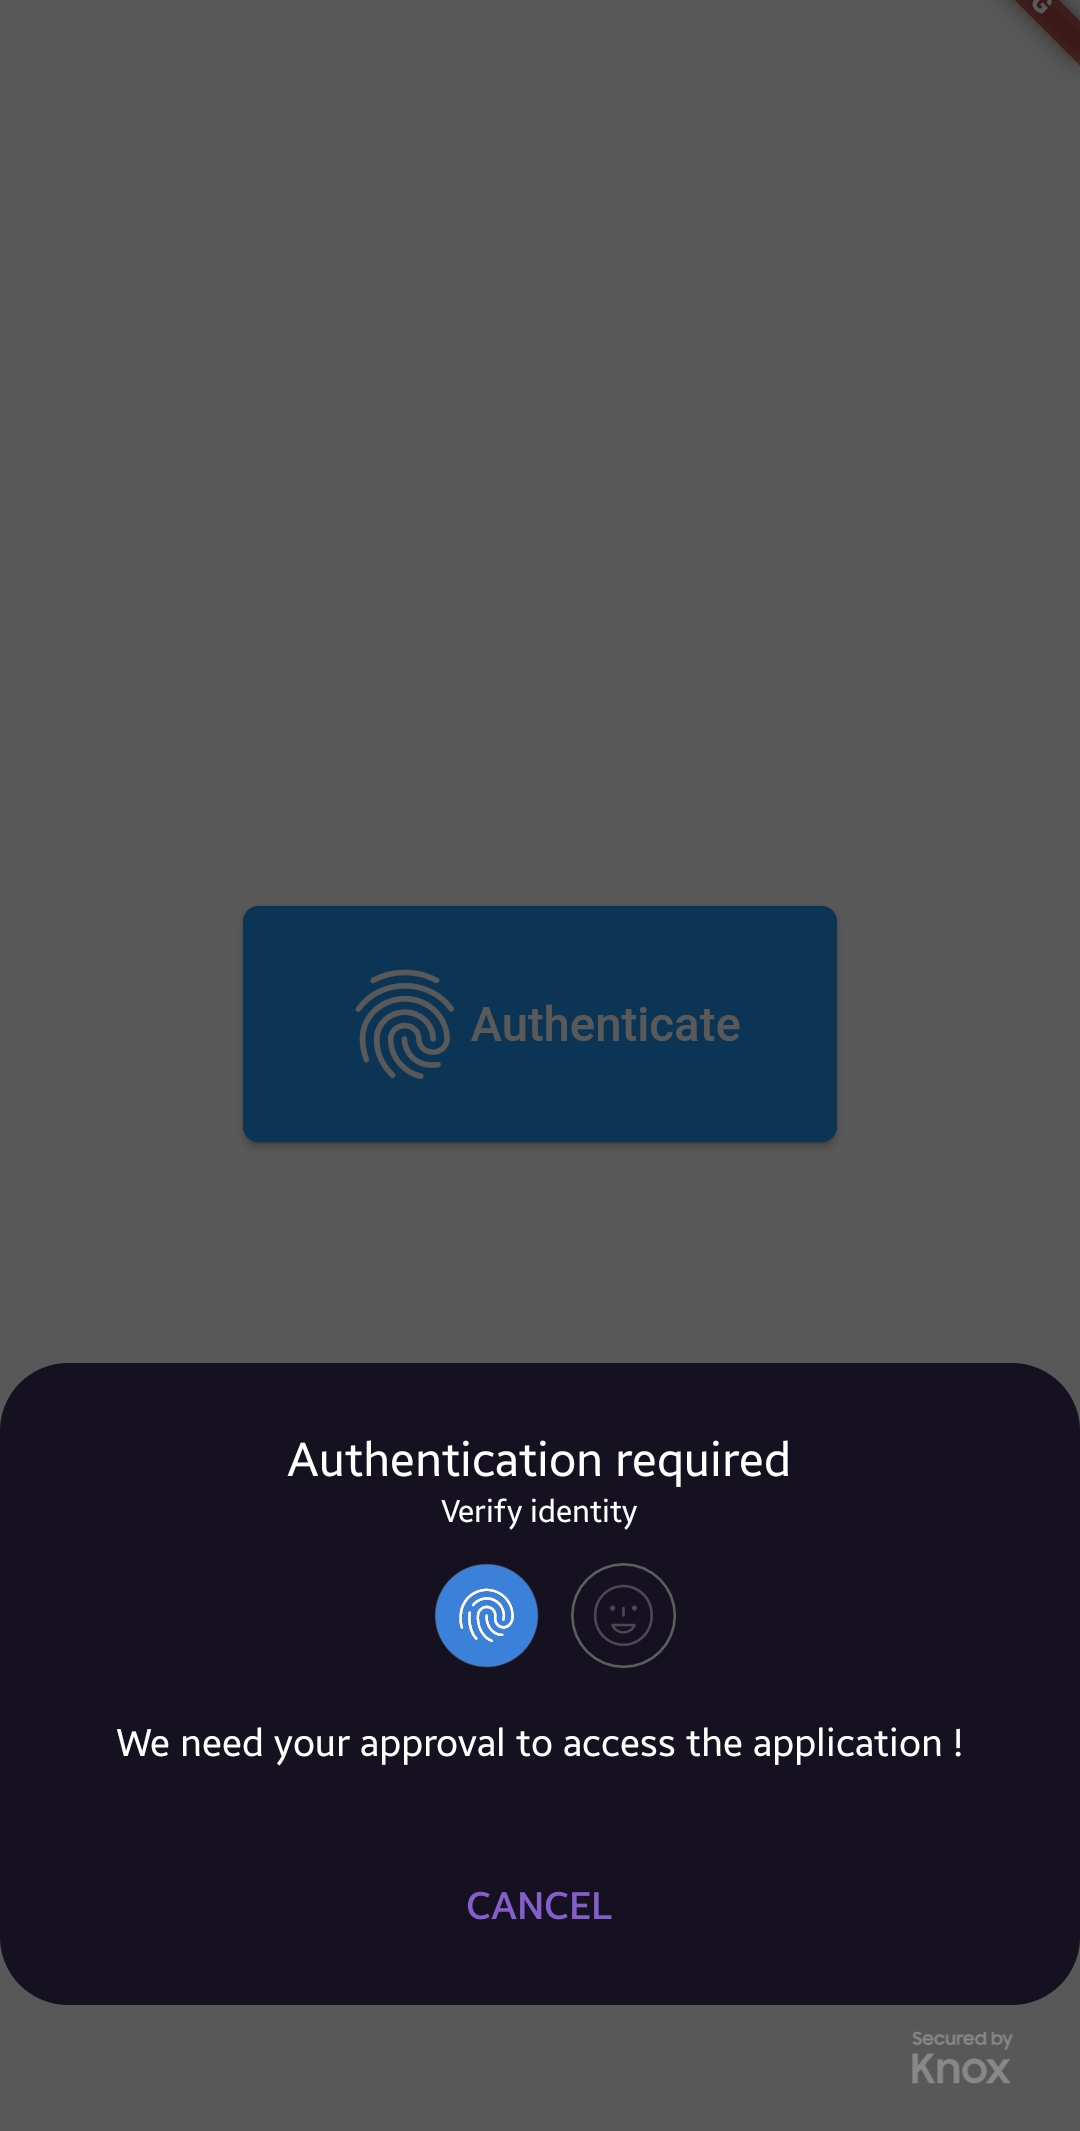 G
Authenticate
Authentication required
Verify identity
We need your approval to access the application !
CANCEL
Secured by
Knox